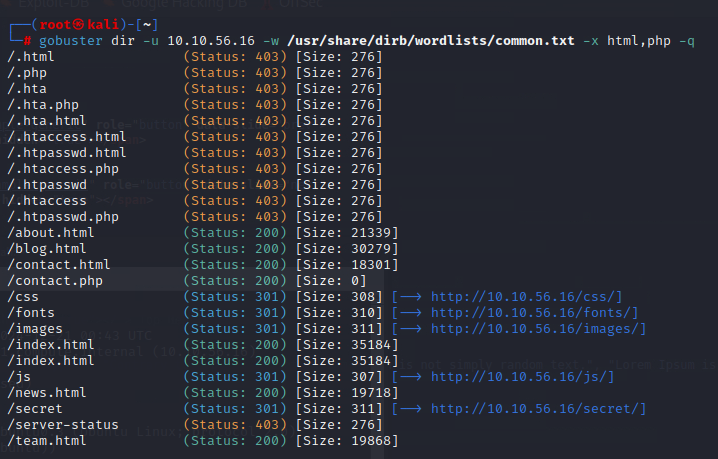 Exploit-DB Google Hacking DB OffSec
┌──(root㉿kali)-[~]
└─# gobuster dir -u 10.10.56.16 -w /usr/share/dirb/wordlists/common.txt -x html,php -q
/.html (Status: 403) [Size: 276]
/.php (Status: 403) [Size: 276]
/.hta (Status: 403) [Size: 276]
/.hta.php (Status: 403) [Size: 276]
/.hta.html (Status: 403) [Size: 276]
/.htaccess.html (Status: 403) [Size: 276]
/.htpasswd.html (Status: 403) [Size: 276]
/.htaccess.php (Status: 403) [Size: 276]
/.htpasswd (Status: 403) [Size: 276]
/.htaccess (Status: 403) [Size: 276]
/.htpasswd.php (Status: 403) [Size: 276]
/about.html (Status: 200) [Size: 21339]
/blog.html (Status: 200) [Size: 30279]
/contact.html (Status: 200) [Size: 18301]
/contact.php (Status: 200) [Size: 0]
/css (Status: 301) [Size: 308] [--> http://10.10.56.16/css/]
/fonts (Status: 301) [Size: 310] [--> http://10.10.56.16/fonts/]
/images (Status: 301) [Size: 311] [--> http://10.10.56.16/images/]
/index.html (Status: 200) [Size: 35184]
/index.html (Status: 200) [Size: 35184]
/js (Status: 301) [Size: 307] [--> http://10.10.56.16/js/]
/news.html (Status: 200) [Size: 19718]
/secret (Status: 301) [Size: 311] [--> http://10.10.56.16/secret/]
/server-status (Status: 403) [Size: 276]
/team.html (Status: 200) [Size: 19868]